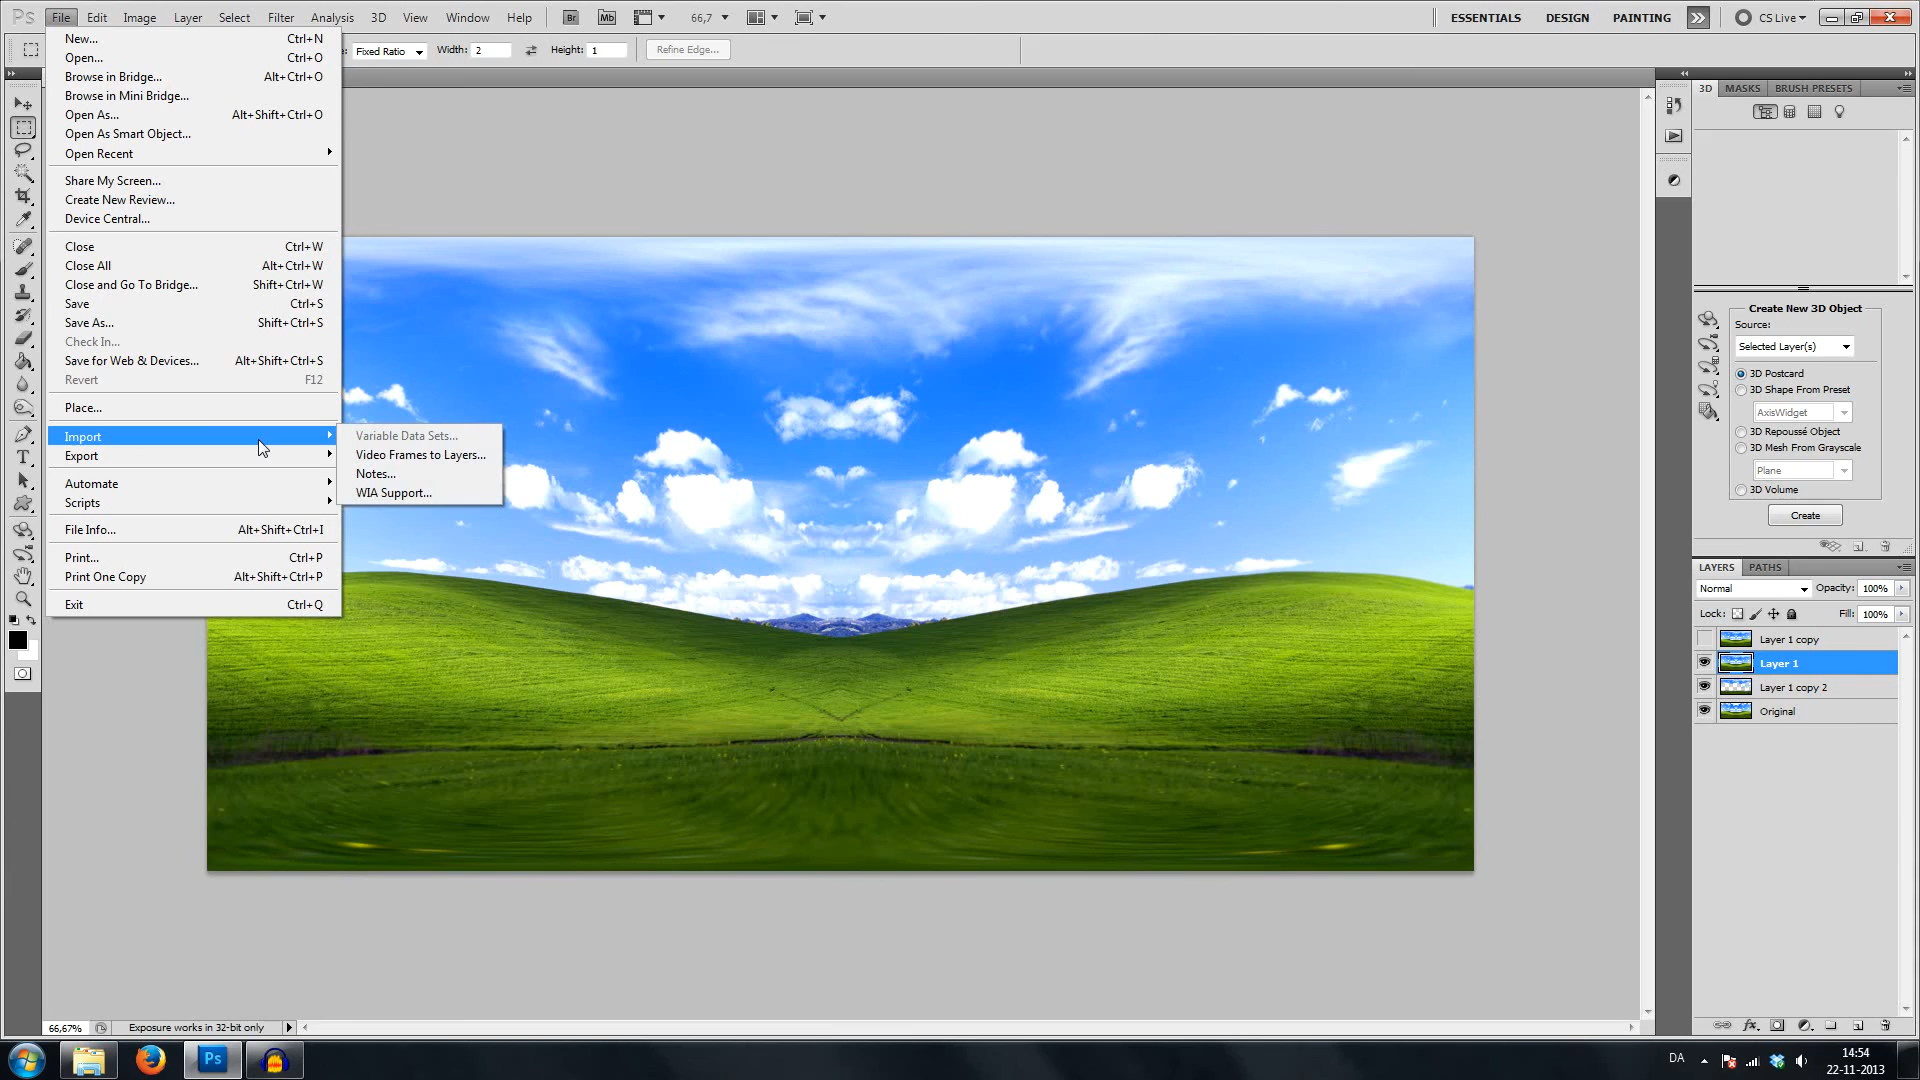 Ps File Edit Image Layer Select Filter Analysis 3D View Window Help Br Mb 66,7 ESSENTIALS DESIGN PAINTING CS Live
Fixed Ratio Width: 2 Height: 1 Refine Edge...
New... Ctrl+N
Open... Ctrl+O
Browse in Bridge... Alt+Ctrl+O
Browse in Mini Bridge...
Open As... Alt+Shift+Ctrl+O
Open As Smart Object...
Open Recent
Share My Screen...
Create New Review...
Device Central...
Close Ctrl+W
Close All Alt+Ctrl+W
Close and Go To Bridge... Shift+Ctrl+W
Save Ctrl+S
Save As... Shift+Ctrl+S
Check In...
Save for Web & Devices... Alt+Shift+Ctrl+S
Revert F12
Place...
Import
Export
Automate
Scripts
File Info... Alt+Shift+Ctrl+I
Print... Ctrl+P
Print One Copy Alt+Shift+Ctrl+P
Exit Ctrl+Q
Variable Data Sets...
Video Frames to Layers...
Notes...
WIA Support...
3D MASKS BRUSH PRESETS
Create New 3D Object
Source:
Selected Layer(s)
3D Postcard
3D Shape From Preset
AxisWidget
3D Repoussé Object
3D Mesh From Grayscale
Plane
3D Volume
Create
LAYERS PATHS
Normal Opacity: 100%
Lock: Fill: 100%
Layer 1 copy
Layer 1
Layer 1 copy 2
Original
66,67% Exposure works in 32-bit only
Ps
DA
14:54
22-11-2013